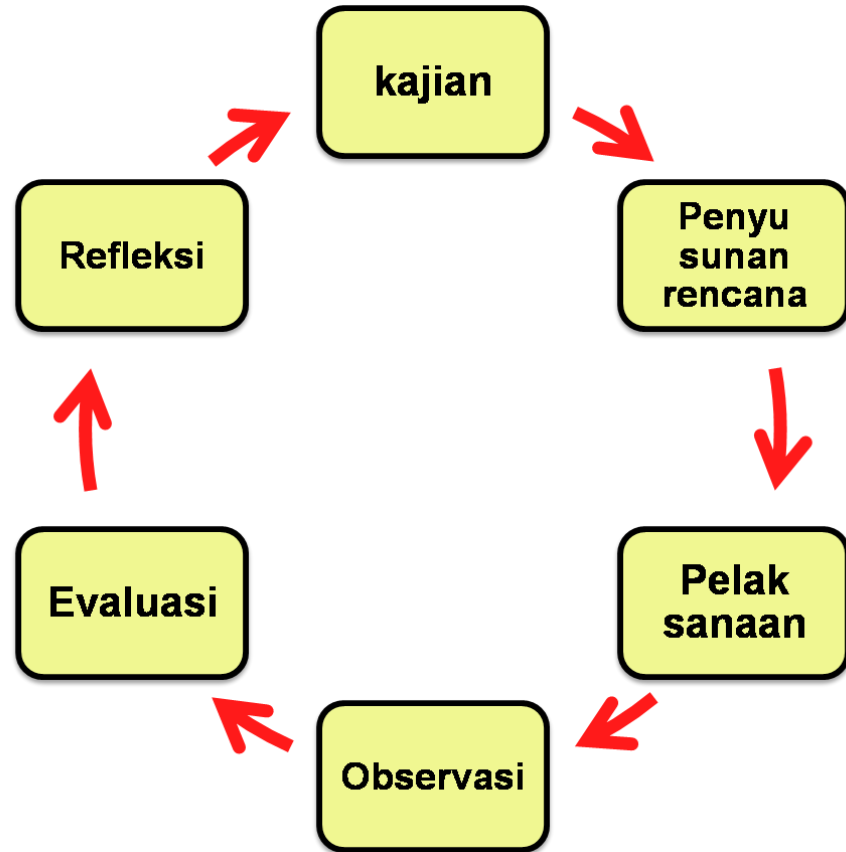 kajian
Penyu
sunan
rencana
Pelak
sanaan
Observasi
Evaluasi
Refleksi